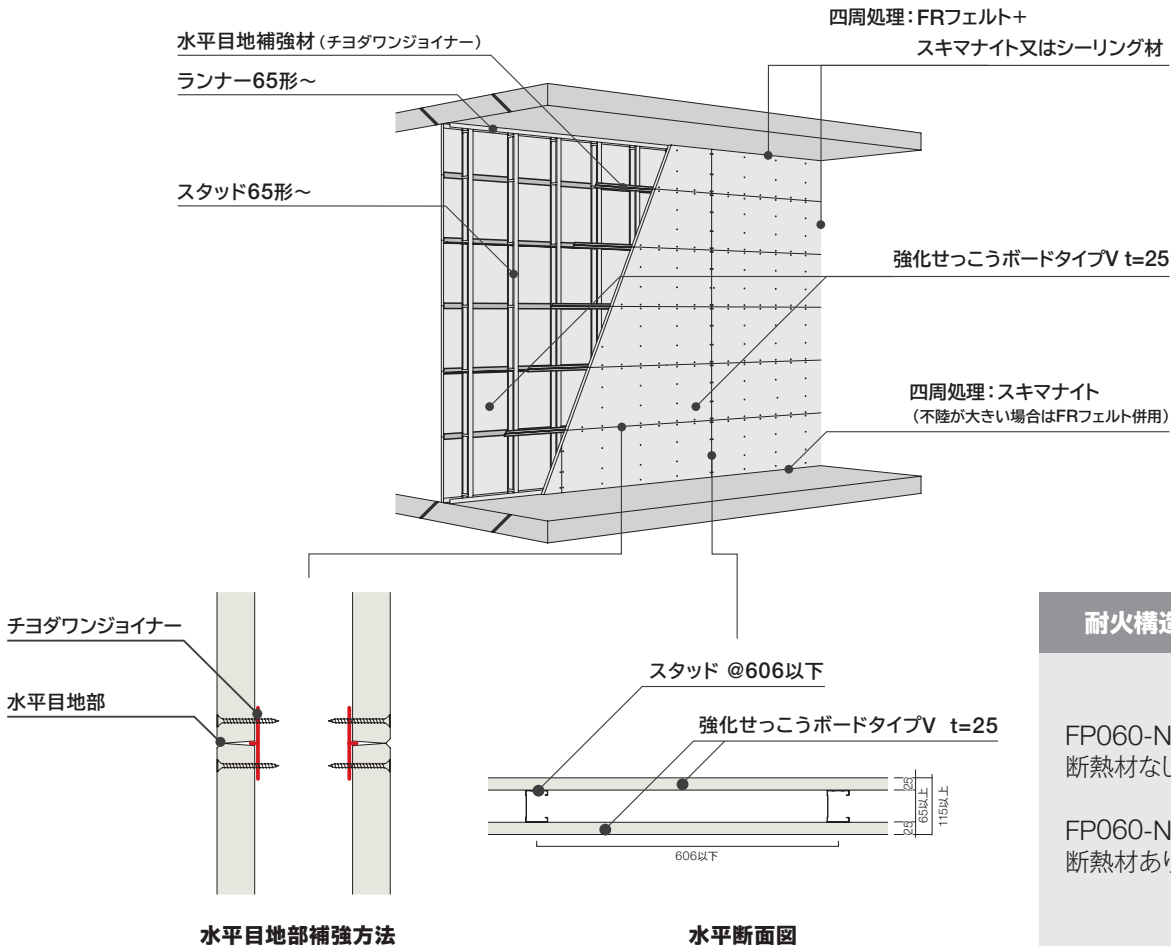 四周処理：FRフェルト＋
スキマナイト又はシーリング材
水平目地補強材（チヨダワンジョイナー）
ランナー65形～
スタッド65形～
強化せっこうボードタイプV t=25
四周処理：スキマナイト
（不陸が大きい場合はFRフェルト併用）
チヨダワンジョイナー
水平目地部
水平目地部補強方法
スタッド @606以下
強化せっこうボードタイプV t=25
25
65以上
25
115以上
606以下
水平断面図
耐火構造
FP060-N
断熱材なし
FP060-N
断熱材あり